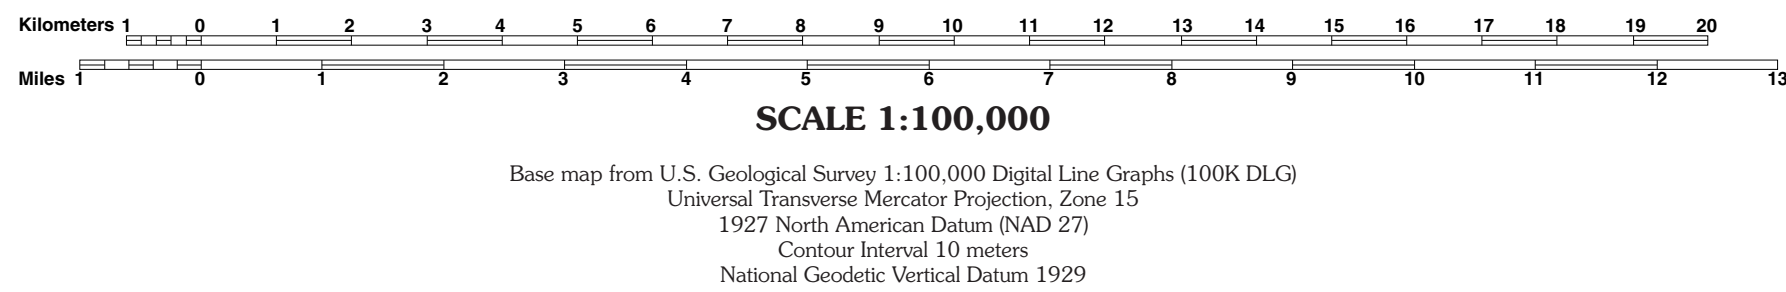 Kilometers 1 0 1 2 3 4 5 6 7 8 9 10 11 12 13 14 15 16 17 18 19 20
Miles 1 0 1 2 3 4 5 6 7 8 9 10 11 12 13
SCALE 1:100,000
Base map from U.S. Geological Survey 1:100,000 Digital Line Graphs (100K DLG)
Universal Transverse Mercator Projection, Zone 15
1927 North American Datum (NAD 27)
Contour Interval 10 meters
National Geodetic Vertical Datum 1929